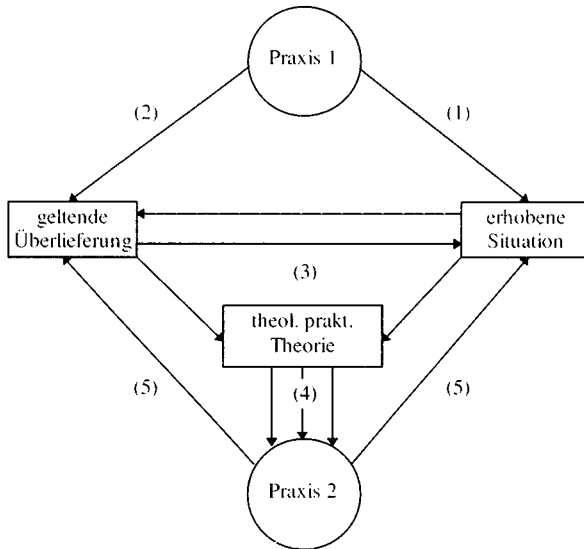 Praxis 1
(2)
(1)
geltende
Überlieferung
erhobene
Situation
(3)
theol. prakt.
Theorie
(5)
(4)
(5)
Praxis 2